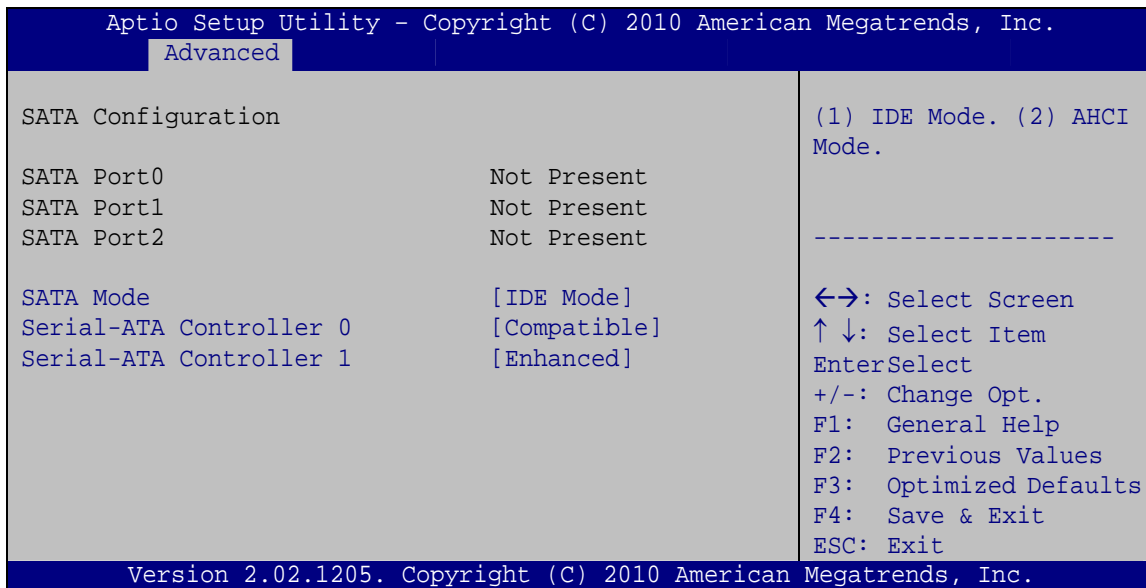 Aptio Setup Utility – Copyright (C) 2010 American Megatrends, Inc.
Advanced
SATA Configuration
SATA Port0 Not Present
SATA Port1 Not Present
SATA Port2 Not Present
SATA Mode [IDE Mode]
Serial-ATA Controller 0 [Compatible]
Serial-ATA Controller 1 [Enhanced]
(1) IDE Mode. (2) AHCI
Mode.
---------------------
←→: Select Screen
↑ ↓: Select Item
EnterSelect
+/-: Change Opt.
F1: General Help
F2: Previous Values
F3: Optimized Defaults
F4: Save & Exit
ESC: Exit
Version 2.02.1205. Copyright (C) 2010 American Megatrends, Inc.